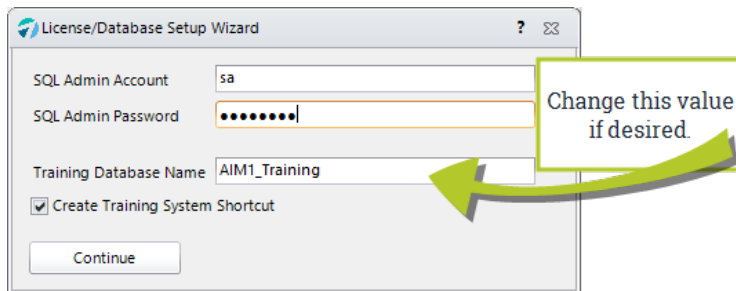 License/Database Setup Wizard ?
SQL Admin Account sa
SQL Admin Password ••••••••
Training Database Name AIM1_Training
Create Training System Shortcut
Continue
Change this value
if desired.